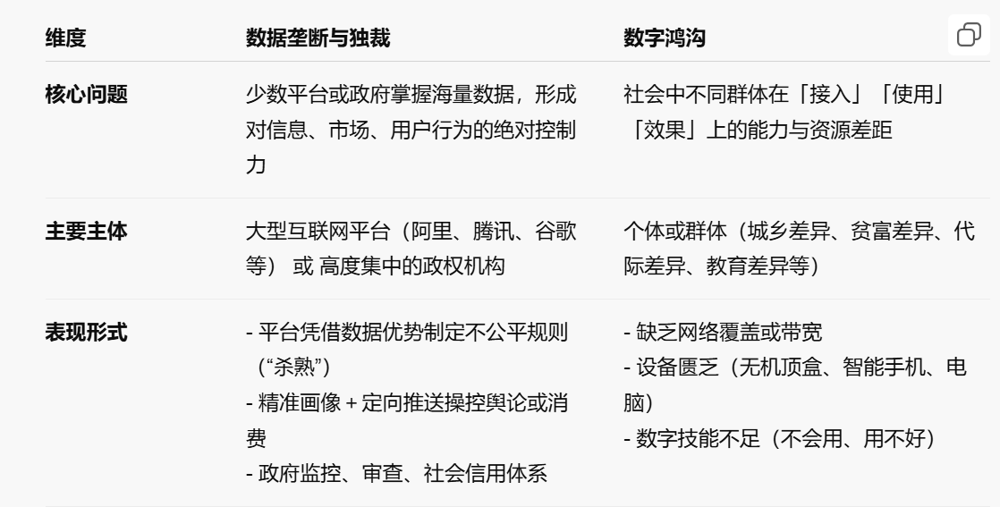 维度
数据垄断与独裁
数字鸿沟
核心问题
少数平台或政府掌握海量数据，形成
对信息、市场、用户行为的绝对控制
力
社会中不同群体在「接入」「使用」
「效果」上的能力与资源差距
主要主体
大型互联网平台（阿里、腾讯、谷歌
等） 或 高度集中的政权机构
个体或群体（城乡差异、贫富差异、代
际差异、教育差异等）
表现形式
- 平台凭借数据优势制定不公平规则
（“杀熟”）
- 精准画像 + 定向推送操控舆论或消
费
- 政府监控、审查、社会信用体系
- 缺乏网络覆盖或带宽
- 设备匮乏（无机顶盒、智能手机、电
脑）
- 数字技能不足（不会用、用不好）